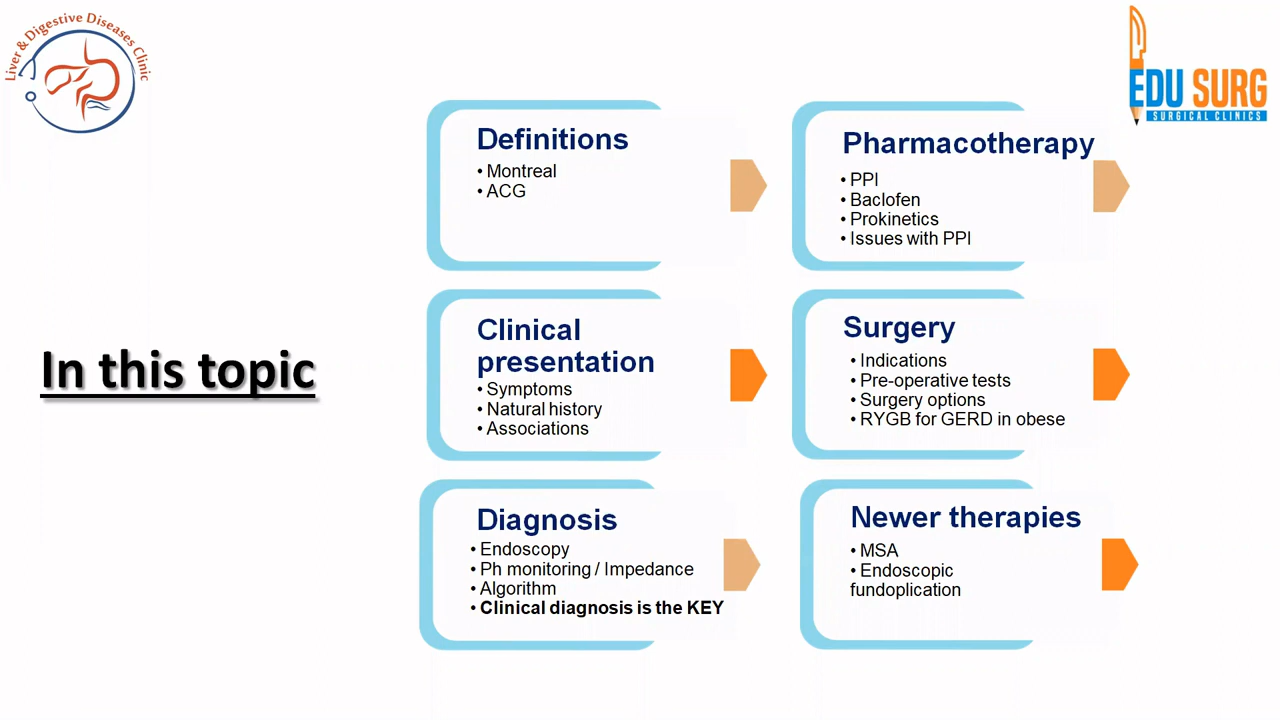 Liver & Digestive Diseases Clinic
EDU SURG
SURGICAL CLINICS
In this topic
Definitions
• Montreal
• ACG
Clinical
presentation
• Symptoms
• Natural history
• Associations
Diagnosis
• Endoscopy
• Ph monitoring / Impedance
• Algorithm
• Clinical diagnosis is the KEY
Pharmacotherapy
• PPI
• Baclofen
• Prokinetics
• Issues with PPI
Surgery
• Indications
• Pre-operative tests
• Surgery options
• RYGB for GERD in obese
Newer therapies
• MSA
• Endoscopic
fundoplication